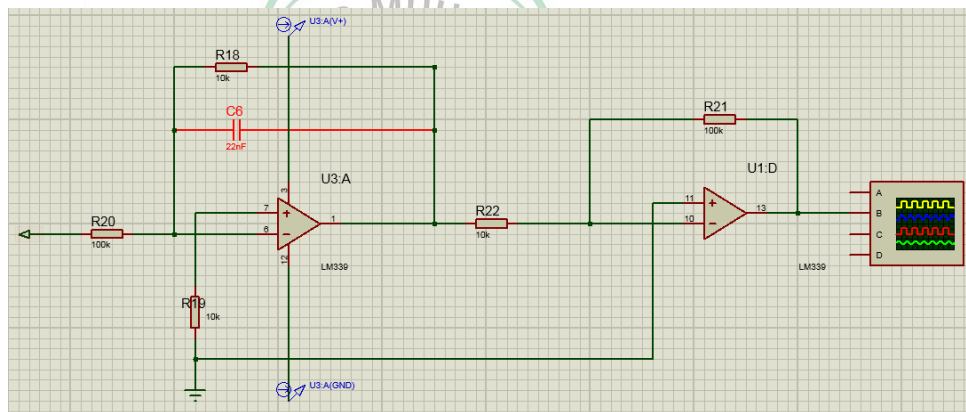 U3:A(V+)
R18
10k
C6
22nF
R21
100k
U3:A
U1:D
3
7
1
6
12
LM339
R20
100k
R22
10k
11
10
13
LM339
A
B
C
D
R19
10k
U3:A(GND)